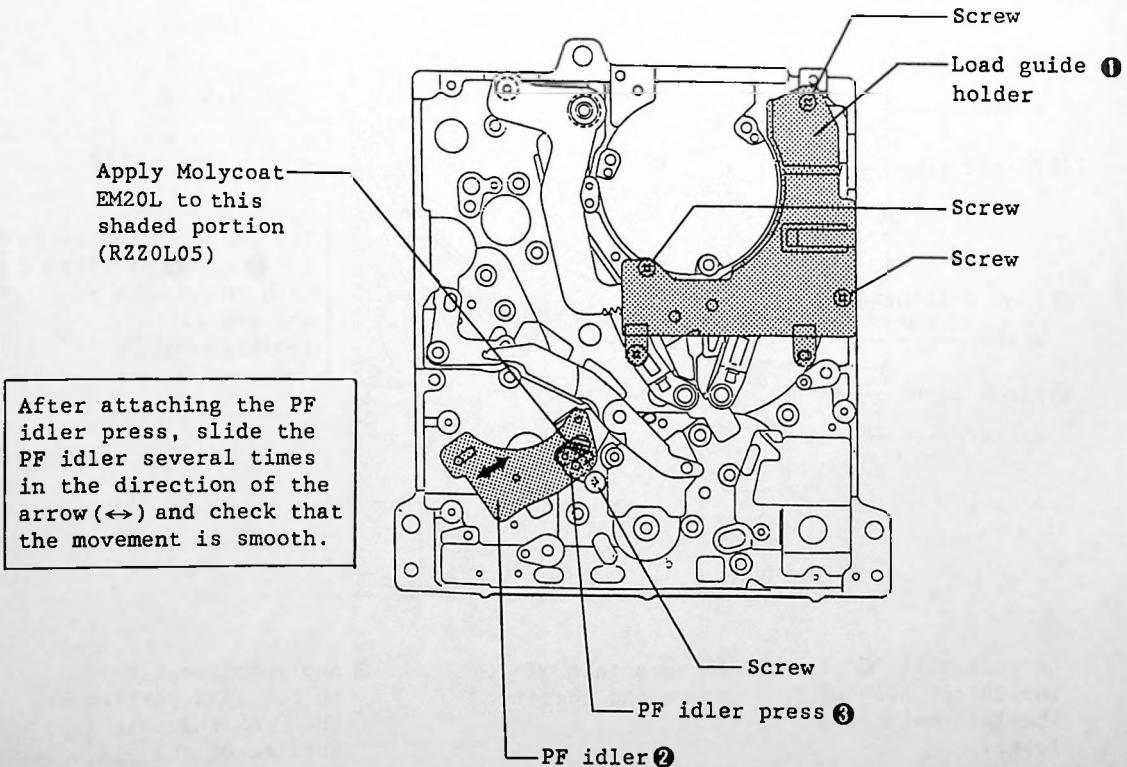 Screw
Load guide ❶
holder
Apply Molycoat
EM20L to this
shaded portion
(RZZ0L05)
Screw
Screw
After attaching the PF
idler press, slide the
PF idler several times
in the direction of the
arrow (↔) and check that
the movement is smooth.
Screw
PF idler press ❸
PF idler ❷